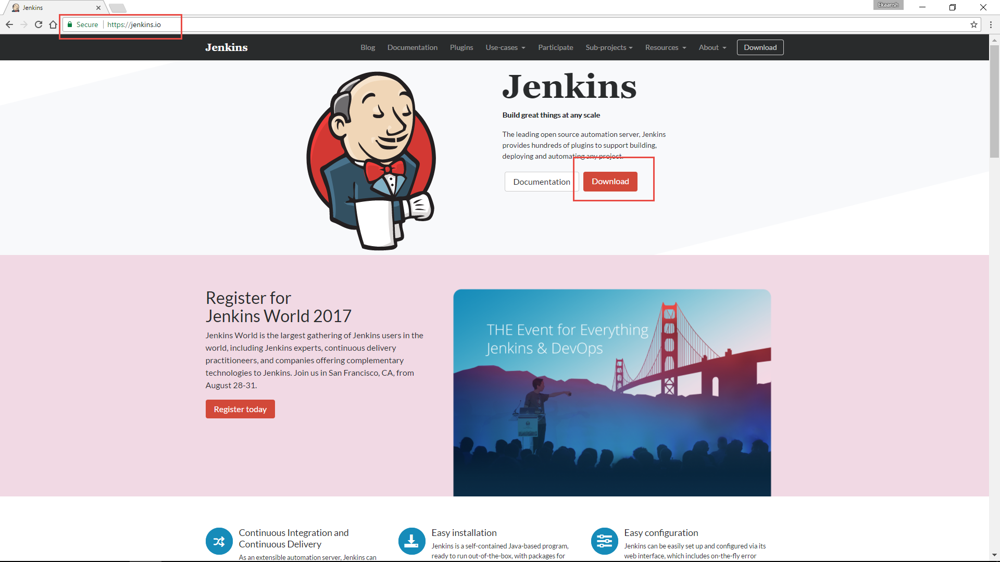 Jenkins
Ekaansh
Secure
https://jenkins.io
Jenkins
Blog
Documentation
Plugins
Use-cases
Participate
Sub-projects
Resources
About
Download
Jenkins
Build great things at any scale
The leading open source automation server, Jenkins
provides hundreds of plugins to support building,
deploying and automating any project.
Documentation
Download
Register for
Jenkins World 2017
Jenkins World is the largest gathering of Jenkins users in the
world, including Jenkins experts, continuous delivery
practitioners, and companies offering complementary
technologies to Jenkins. Join us in San Francisco, CA, from
August 28-31.
Register today
THE Event for Everything
Jenkins & DevOps
Continuous Integration and
Continuous Delivery
As an extensible automation server, Jenkins can
Easy installation
Jenkins is a self-contained Java-based program,
ready to run out-of-the-box, with packages for
Easy configuration
Jenkins can be easily set up and configured via its
web interface, which includes on-the-fly error